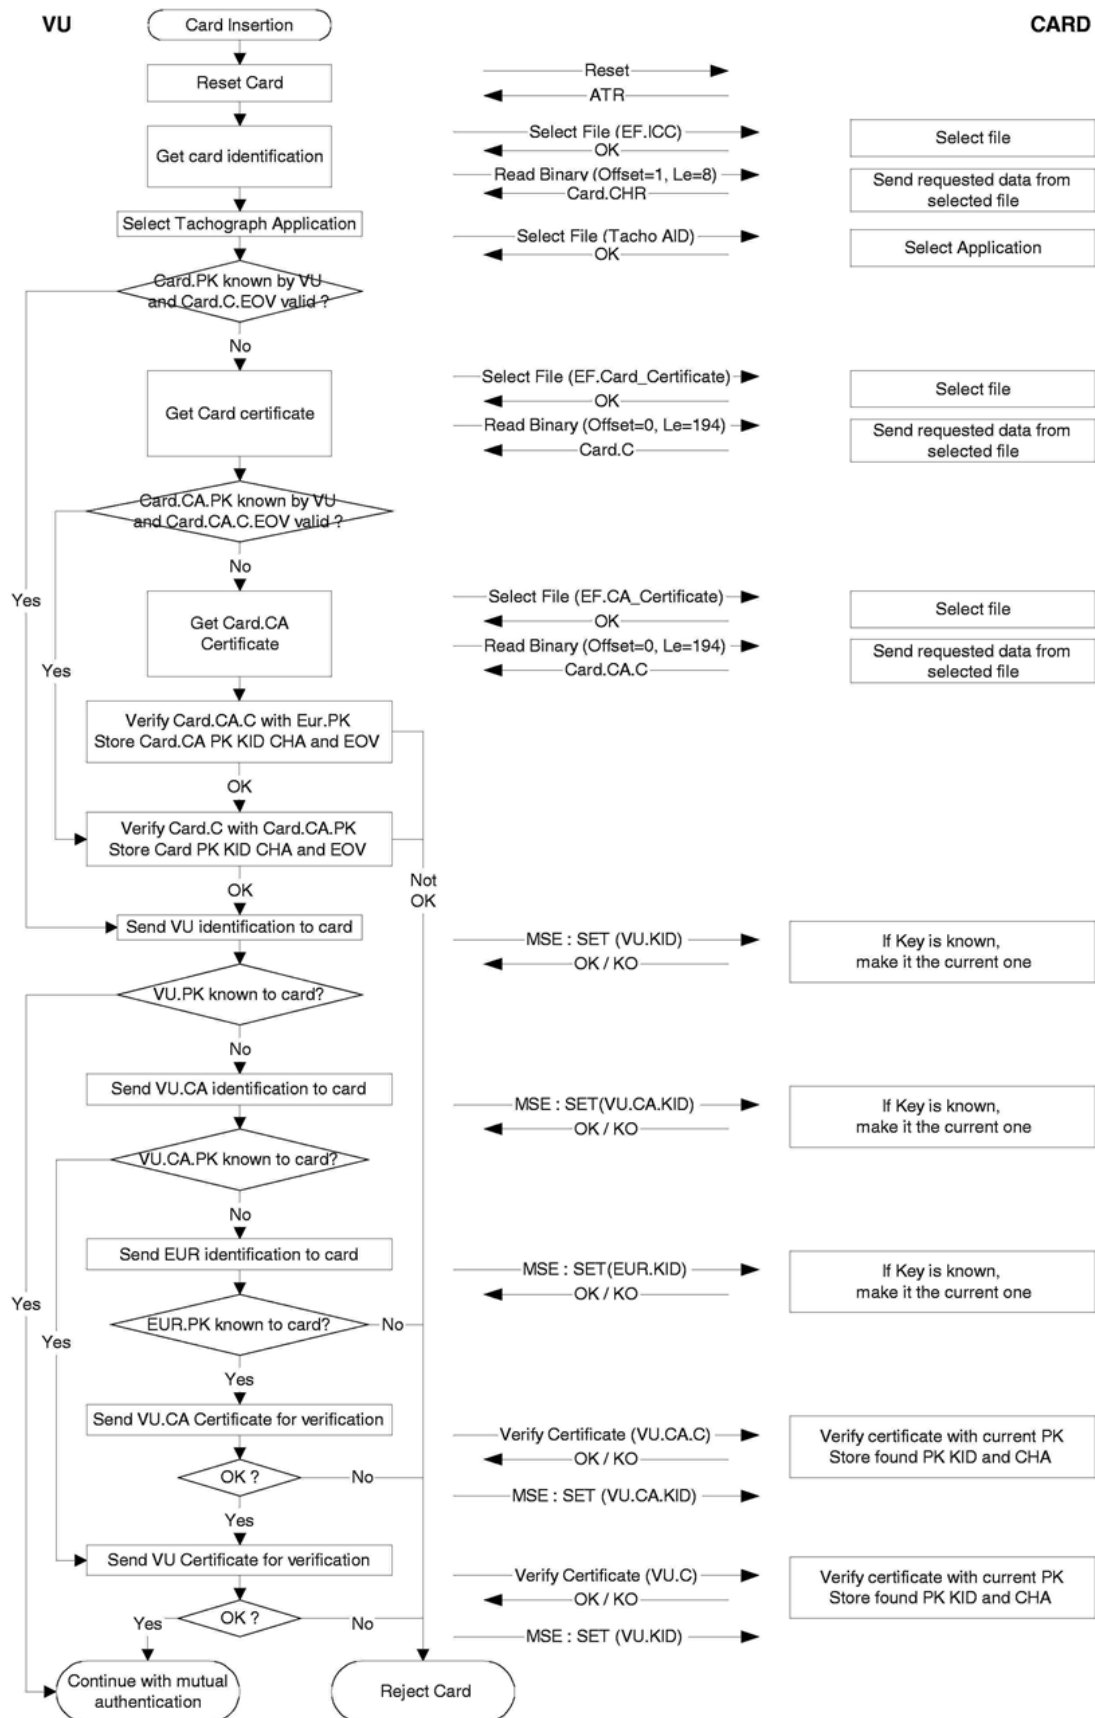 VU
CARD
Card Insertion
Reset Card
Reset
ATR
Get card identification
Select File (EF.ICC)
OK
Select file
Read Binary (Offset=1, Le=8)
Card.CHR
Send requested data from
selected file
Select Tachograph Application
Select File (Tacho AID)
OK
Select Application
Card.PK known by VU
and Card.C.EOV valid ?
No
Get Card certificate
Select File (EF.Card_Certificate)
OK
Select file
Read Binary (Offset=0, Le=194)
Card.C
Send requested data from
selected file
Card.CA.PK known by VU
and Card.CA.C.EOV valid ?
No
Yes
Get Card.CA
Certificate
Select File (EF.CA_Certificate)
OK
Select file
Yes
Read Binary (Offset=0, Le=194)
Card.CA.C
Send requested data from
selected file
Verify Card.CA.C with Eur.PK
Store Card.CA PK KID CHA and EOV
OK
Verify Card.C with Card.CA.PK
Store Card PK KID CHA and EOV
Not
OK
OK
Send VU identification to card
MSE : SET (VU.KID)
OK / KO
If Key is known,
make it the current one
VU.PK known to card?
No
Send VU.CA identification to card
MSE : SET(VU.CA.KID)
OK / KO
If Key is known,
make it the current one
VU.CA.PK known to card?
No
Send EUR identification to card
MSE : SET(EUR.KID)
OK / KO
If Key is known,
make it the current one
Yes
EUR.PK known to card?
No
Yes
Yes
Send VU.CA Certificate for verification
Verify Certificate (VU.CA.C)
OK / KO
Verify certificate with current PK
Store found PK KID and CHA
OK ?
No
MSE : SET (VU.CA.KID)
Yes
Send VU Certificate for verification
Verify Certificate (VU.C)
OK / KO
Verify certificate with current PK
Store found PK KID and CHA
OK ?
Yes
No
MSE : SET (VU.KID)
Continue with mutual
authentication
Reject Card